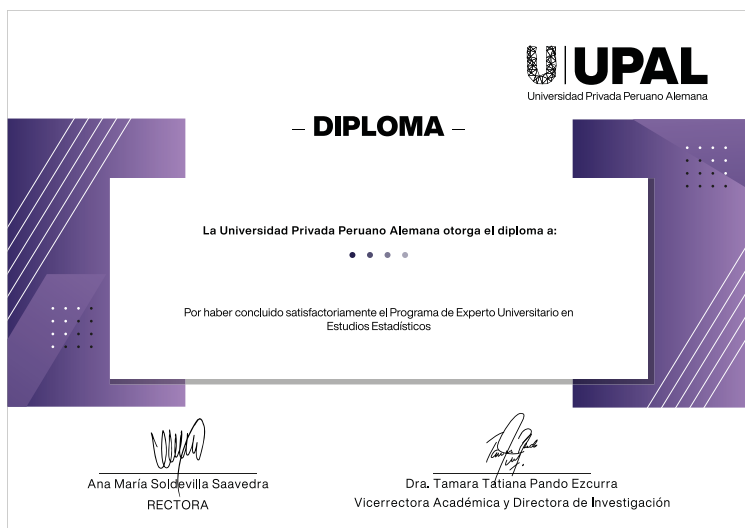 UPAL
Universidad Privada Peruano Alemana
– DIPLOMA –
La Universidad Privada Peruano Alemana otorga el diploma a:
Por haber concluido satisfactoriamente el Programa de Experto Universitario en
Estudios Estadísticos
Ana María Soldevilla Saavedra
RECTORA
Dra. Tamara Tatiana Pando Ezcurra
Vicerrectora Académica y Directora de Investigación